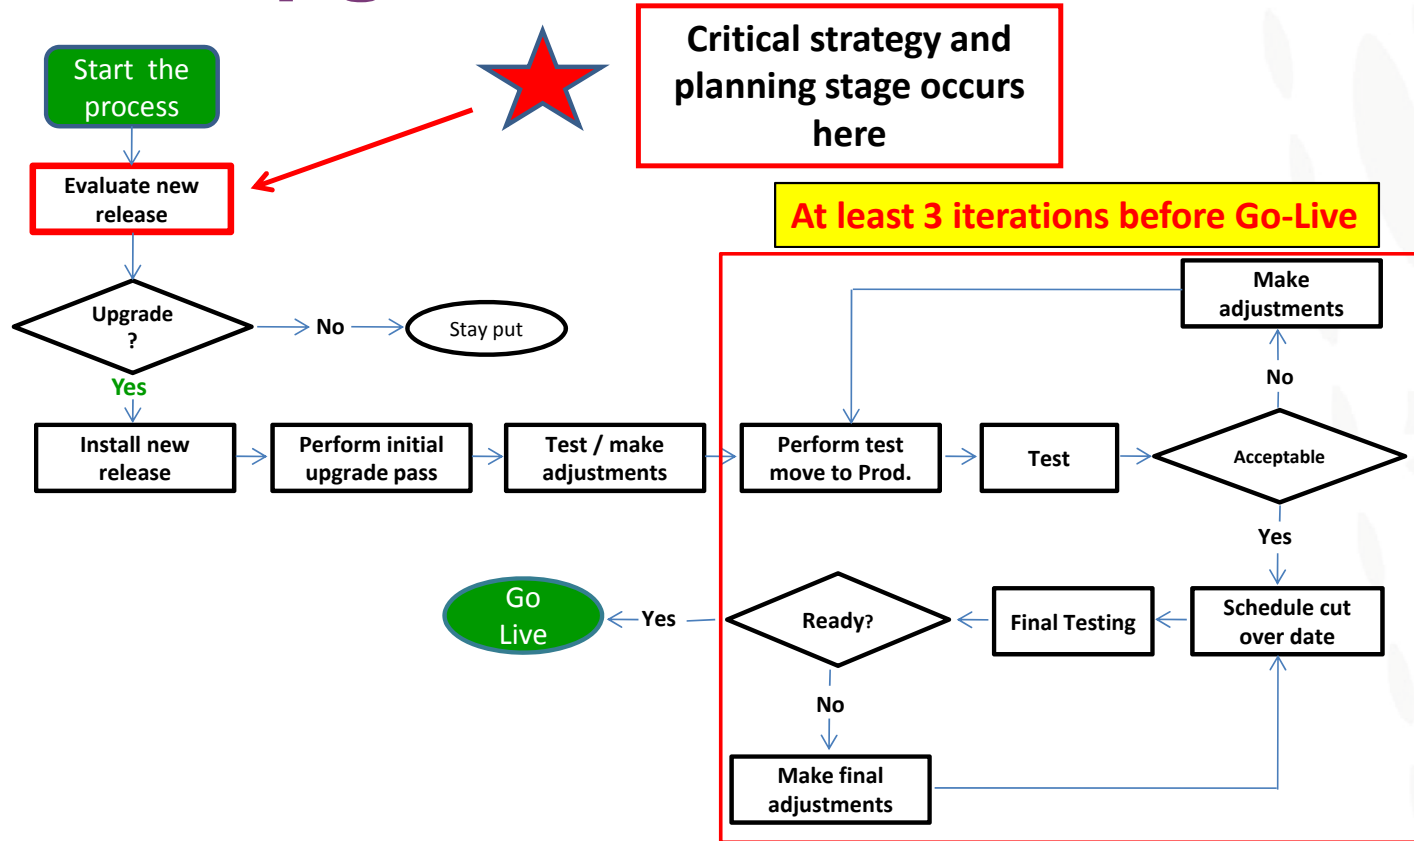 Critical strategy and
planning stage occurs
here
Start the
process
Evaluate new
release
At least 3 iterations before Go-Live
Upgrade
?
No
Stay put
Yes
Make
adjustments
No
Install new
release
Perform initial
upgrade pass
Test / make
adjustments
Perform test
move to Prod.
Test
Acceptable
Yes
Schedule cut
over date
Final Testing
Ready?
Yes
Go
Live
No
Make final
adjustments